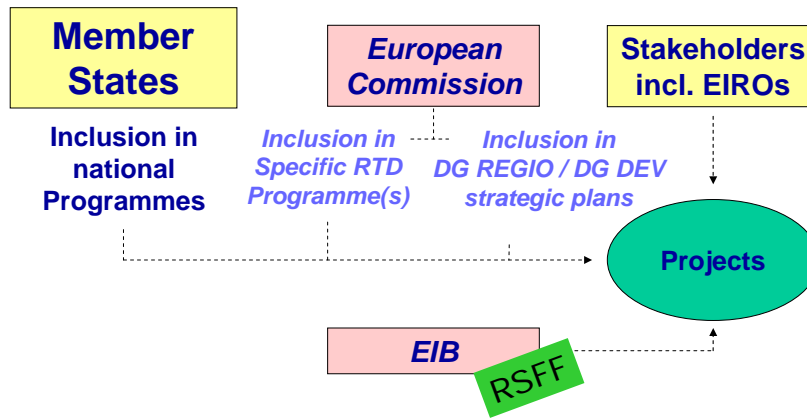 Member
States
European
Commission
Stakeholders
incl. EIROs
Inclusion in
national
Programmes
Inclusion in
Specific RTD
Programme(s)
Inclusion in
DG REGIO / DG DEV
strategic plans
Projects
EIB
RSFF